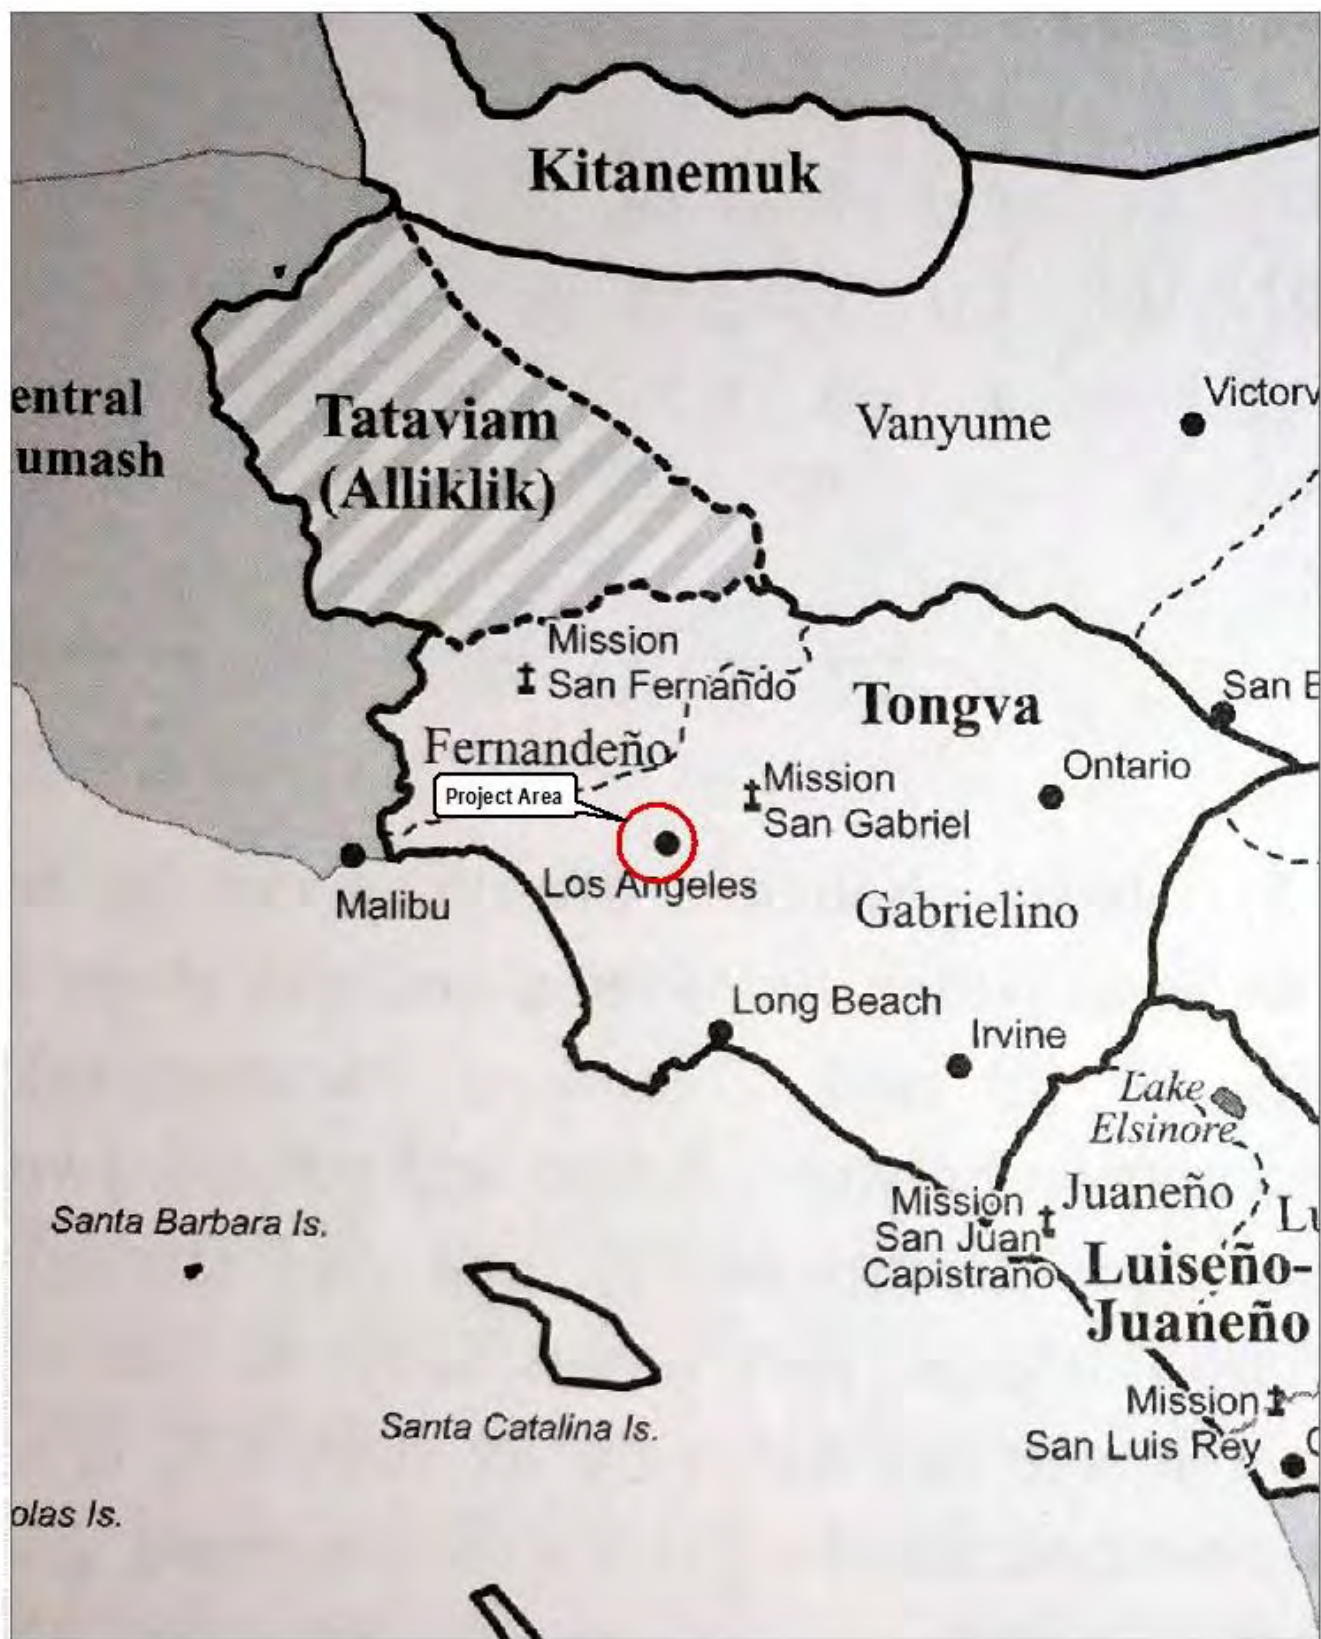 Kitanemuk
entral
umash
Tataviam
(Alliklik)
Vanyume
Victorv
Mission
San Fernando
Tongva
San B
Fernandeño
Project Area
Mission
San Gabriel
Ontario
Los Angeles
Malibu
Gabrielino
Long Beach
Irvine
Lake
Elsinore
Mission
San Juan
Capistrano
Juaneño
Lu
Luiseño-
Juaneño
Santa Barbara Is.
Santa Catalina Is.
Mission
San Luis Rey
olas Is.